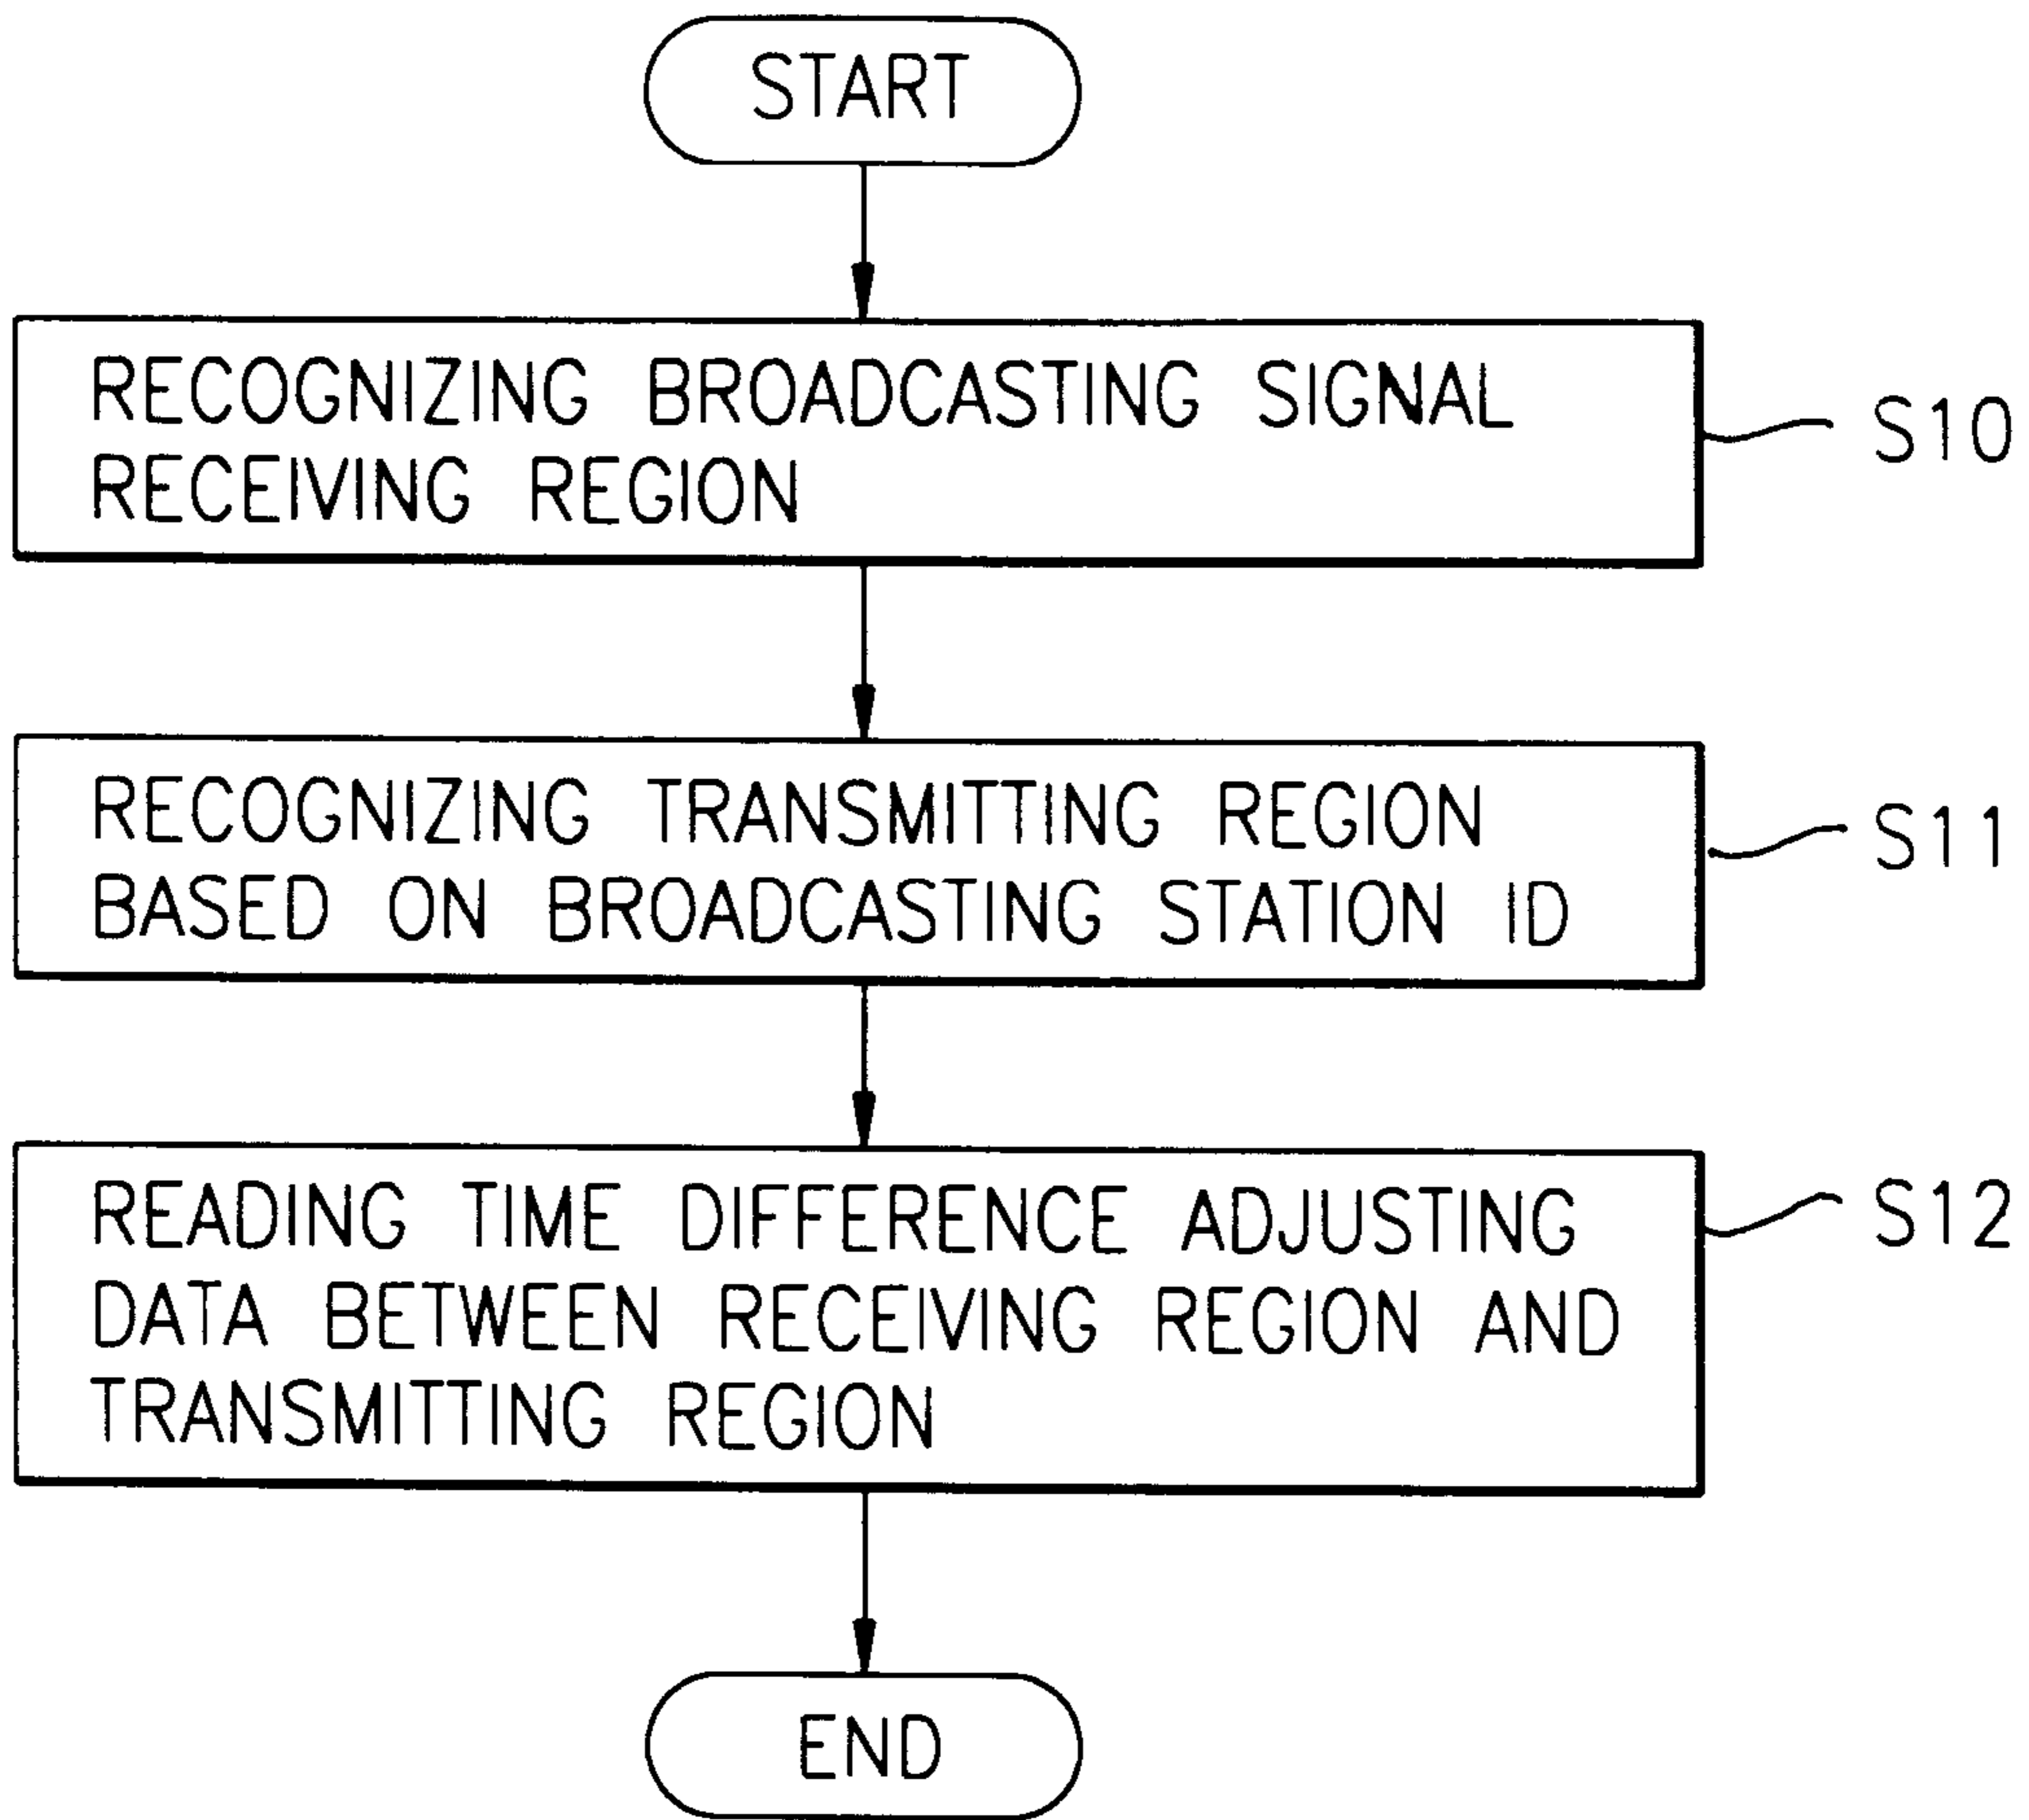 START
RECOGNIZING BROADCASTING SIGNAL
RECEIVING REGION
S10
RECOGNIZING TRANSMITTING REGION
BASED ON BROADCASTING STATION ID
S11
READING TIME DIFFERENCE ADJUSTING
DATA BETWEEN RECEIVING REGION AND
TRANSMITTING REGION
S12
END